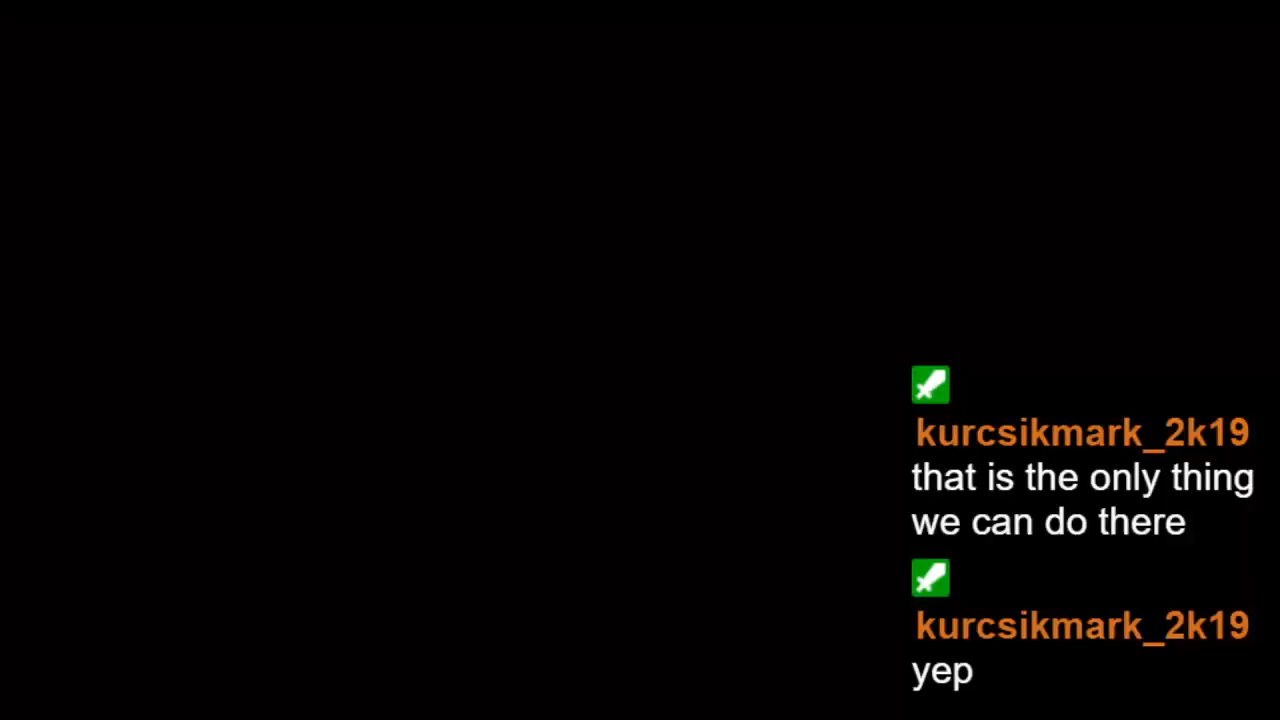 kurcsikmark_2k19
that is the only thing
we can do there
kurcsikmark_2k19
yep